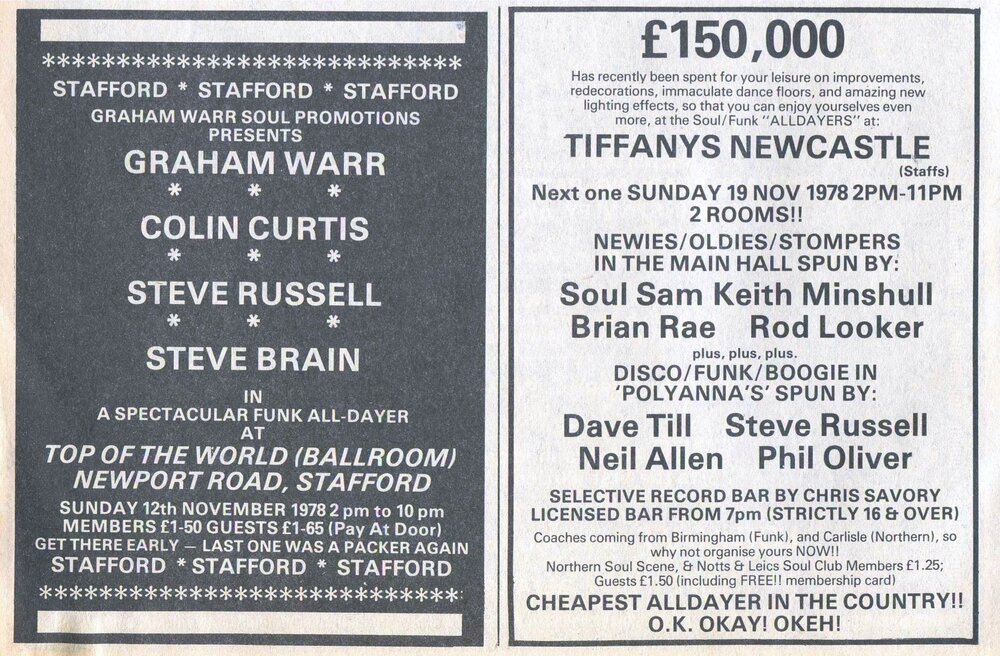 ******************************
STAFFORD * STAFFORD * STAFFORD
GRAHAM WARR SOUL PROMOTIONS
PRESENTS
GRAHAM WARR
* * *
COLIN CURTIS
* * *
STEVE RUSSELL
* * *
STEVE BRAIN
IN
A SPECTACULAR FUNK ALL-DAYER
AT
TOP OF THE WORLD (BALLROOM)
NEWPORT ROAD, STAFFORD
SUNDAY 12th NOVEMBER 1978 2 pm to 10 pm
MEMBERS £1-50 GUESTS £1-65 (Pay At Door)
GET THERE EARLY — LAST ONE WAS A PACKER AGAIN
STAFFORD * STAFFORD * STAFFORD
******************************
£150,000
Has recently been spent for your leisure on improvements,
redecorations, immaculate dance floors, and amazing new
lighting effects, so that you can enjoy yourselves even
more, at the Soul/Funk "ALLDAYERS" at:
TIFFANYS NEWCASTLE
(Staffs)
Next one SUNDAY 19 NOV 1978 2PM-11PM
2 ROOMS!!
NEWIES/OLDIES/STOMPERS
IN THE MAIN HALL SPUN BY:
Soul Sam Keith Minshull
Brian Rae Rod Looker
plus, plus, plus.
DISCO/FUNK/BOOGIE IN
'POLYANNA'S' SPUN BY:
Dave Till Steve Russell
Neil Allen Phil Oliver
SELECTIVE RECORD BAR BY CHRIS SAVORY
LICENSED BAR FROM 7pm (STRICTLY 16 & OVER)
Coaches coming from Birmingham (Funk), and Carlisle (Northern), so
why not organise yours NOW!!
Northern Soul Scene, & Notts & Leics Soul Club Members £1.25;
Guests £1.50 (including FREE!! membership card)
CHEAPEST ALLDAYER IN THE COUNTRY!!
O.K. OKAY! OKEH!